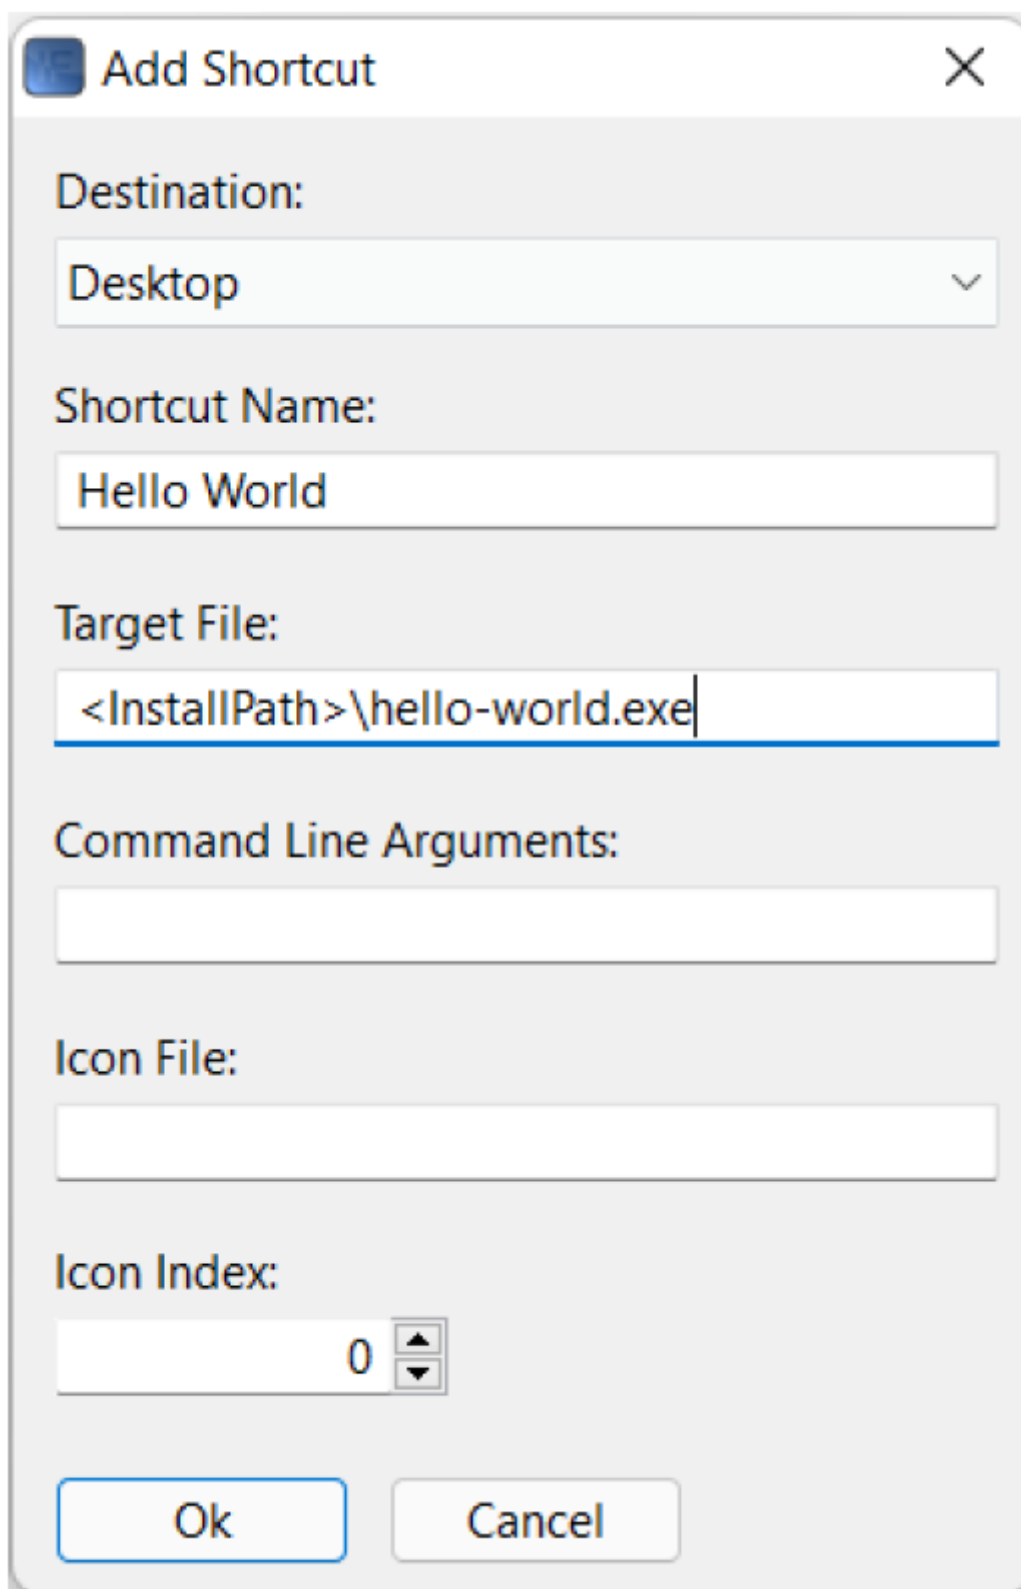 Add Shortcut
Destination:
Desktop
Shortcut Name:
Hello World
Target File:
<InstallPath>\hello-world.exe
Command Line Arguments:
Icon File:
Icon Index:
0
Ok Cancel